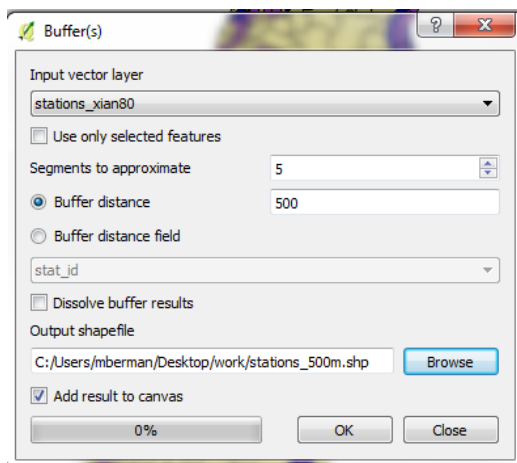 Buffer(s)
Input vector layer
stations_xian80
Use only selected features
Segments to approximate 5
Buffer distance 500
Buffer distance field
stat_id
Dissolve buffer results
Output shapefile
C:/Users/mberman/Desktop/work/stations_500m.shp Browse
Add result to canvas
0% OK Close